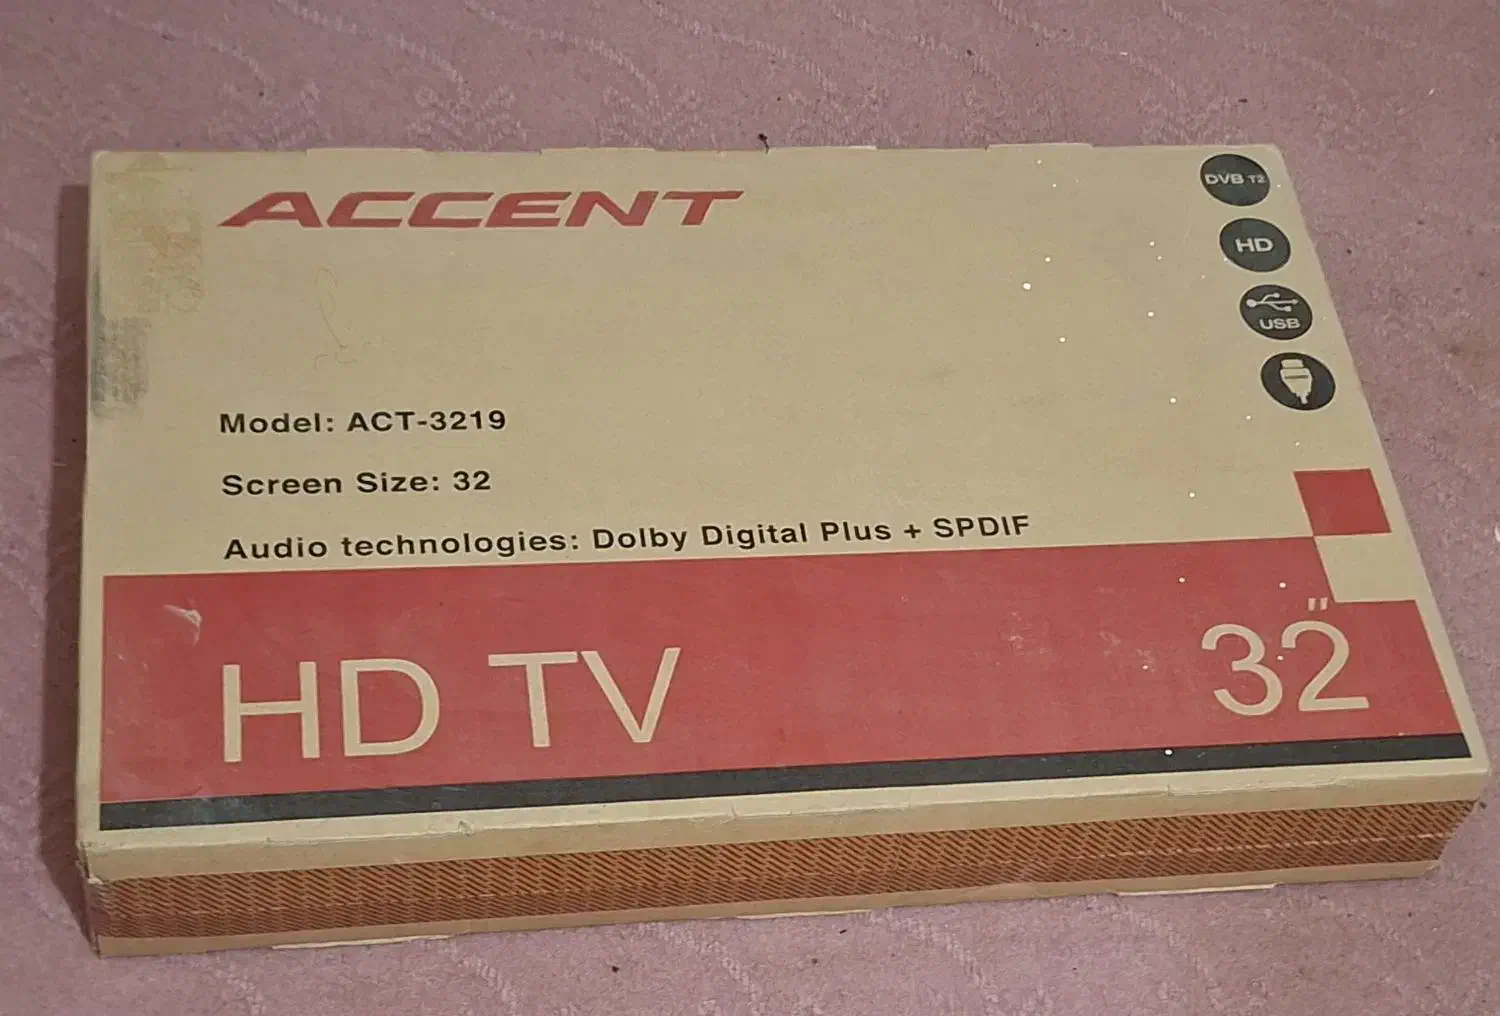 ACCENT
DVB T2
HD
USB
Model: ACT-3219
Screen Size: 32
Audio technologies: Dolby Digital Plus + SPDIF
HD TV
32"